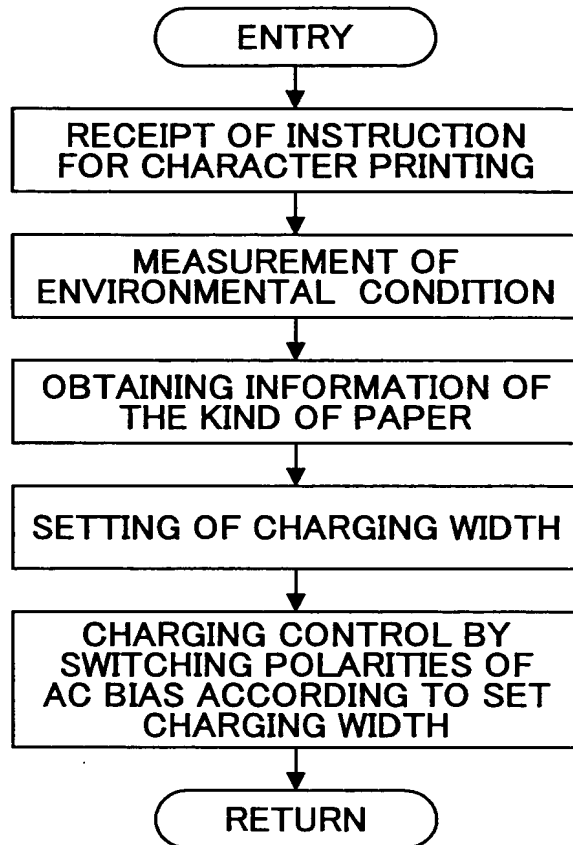 ENTRY
RECEIPT OF INSTRUCTION
FOR CHARACTER PRINTING
MEASUREMENT OF
ENVIRONMENTAL CONDITION
OBTAINING INFORMATION OF
THE KIND OF PAPER
SETTING OF CHARGING WIDTH
CHARGING CONTROL BY
SWITCHING POLARITIES OF
AC BIAS ACCORDING TO SET
CHARGING WIDTH
RETURN